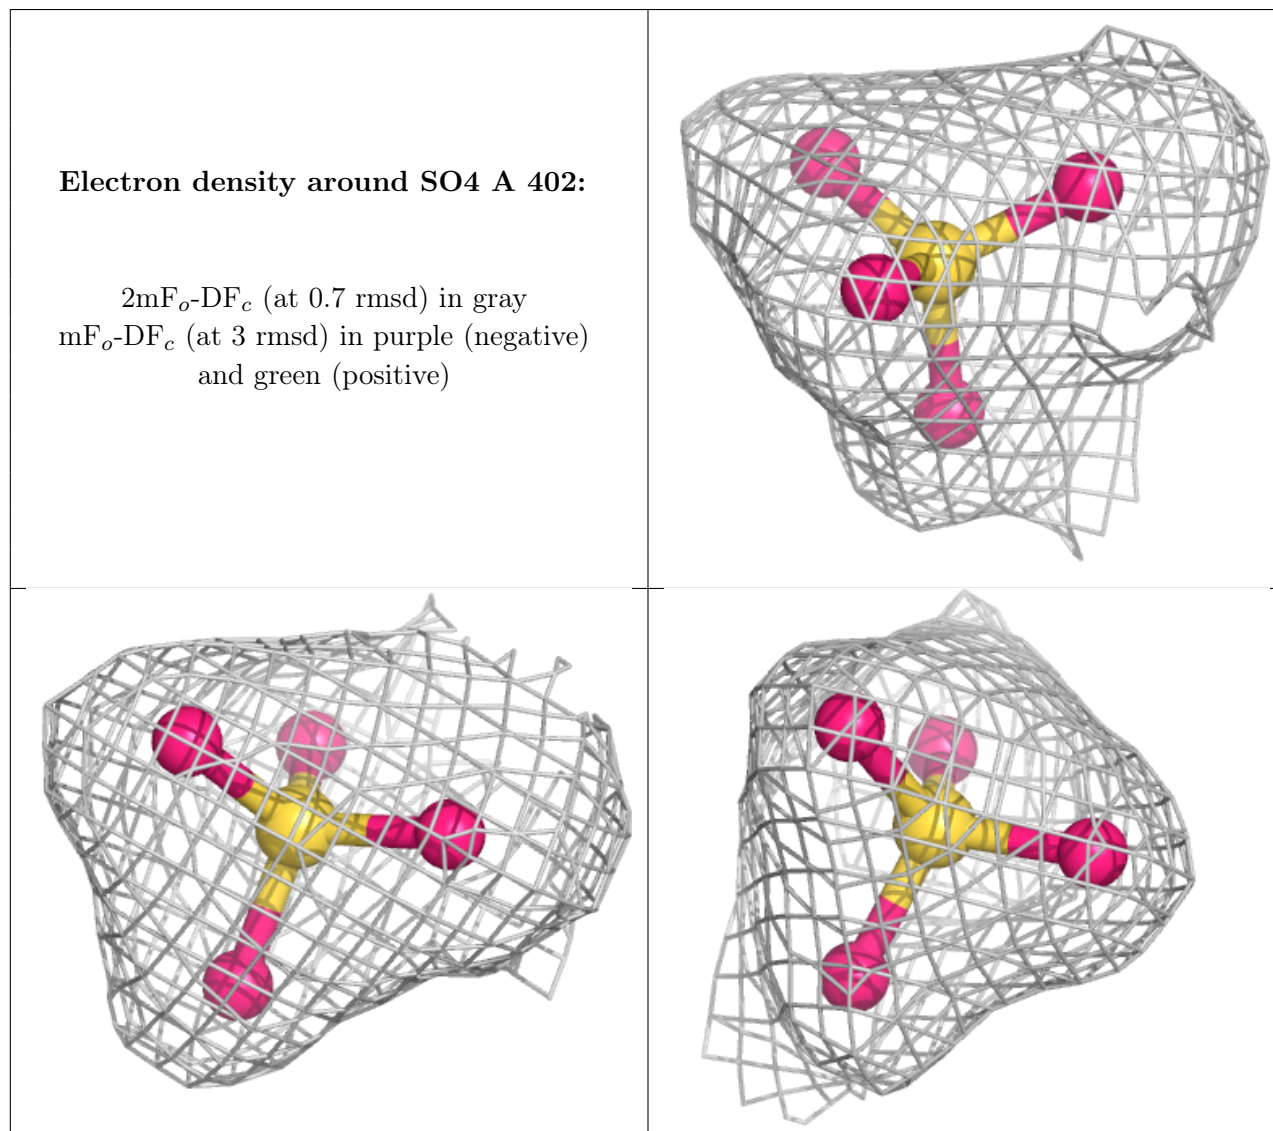 Electron density around SO4 A 402:
2mFo-DFc (at 0.7 rmsd) in gray
mFo-DFc (at 3 rmsd) in purple (negative)
and green (positive)